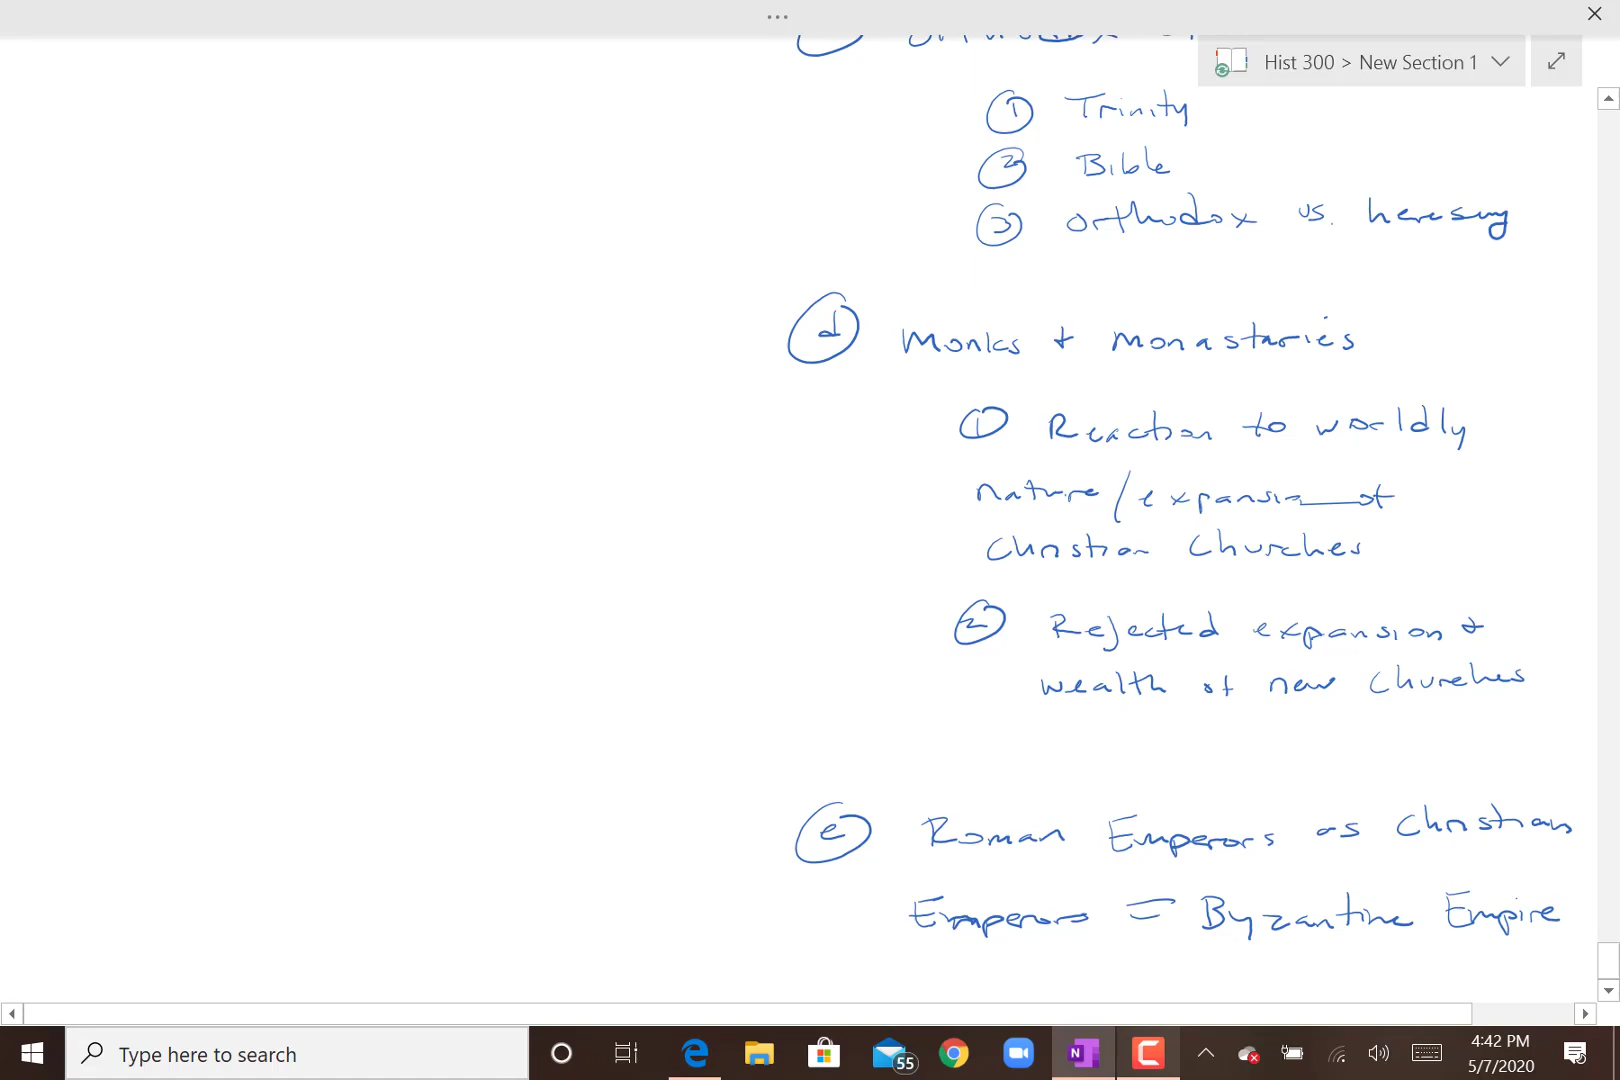 Hist 300 > New Section 1
① Trinity
② Bible
③ Orthodox vs. heresy
ⓓ Monks + Monastaries
① Reaction to worldly
nature/expansion of
Christian Churches
② Rejected expansion +
wealth of new Churches
ⓔ Roman Emperors as Christian
Emperors = Byzantine Empire
Type here to search
55
N
4:42 PM
5/7/2020